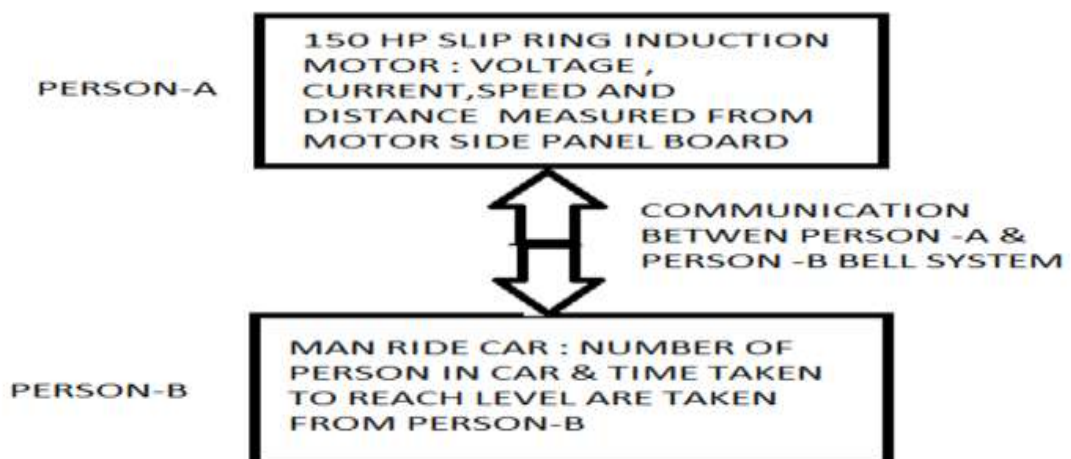 PERSON-A
150 HP SLIP RING INDUCTION
MOTOR : VOLTAGE ,
CURRENT,SPEED AND
DISTANCE MEASURED FROM
MOTOR SIDE PANEL BOARD
COMMUNICATION
BETWEN PERSON -A &
PERSON -B BELL SYSTEM
PERSON-B
MAN RIDE CAR : NUMBER OF
PERSON IN CAR & TIME TAKEN
TO REACH LEVEL ARE TAKEN
FROM PERSON-B